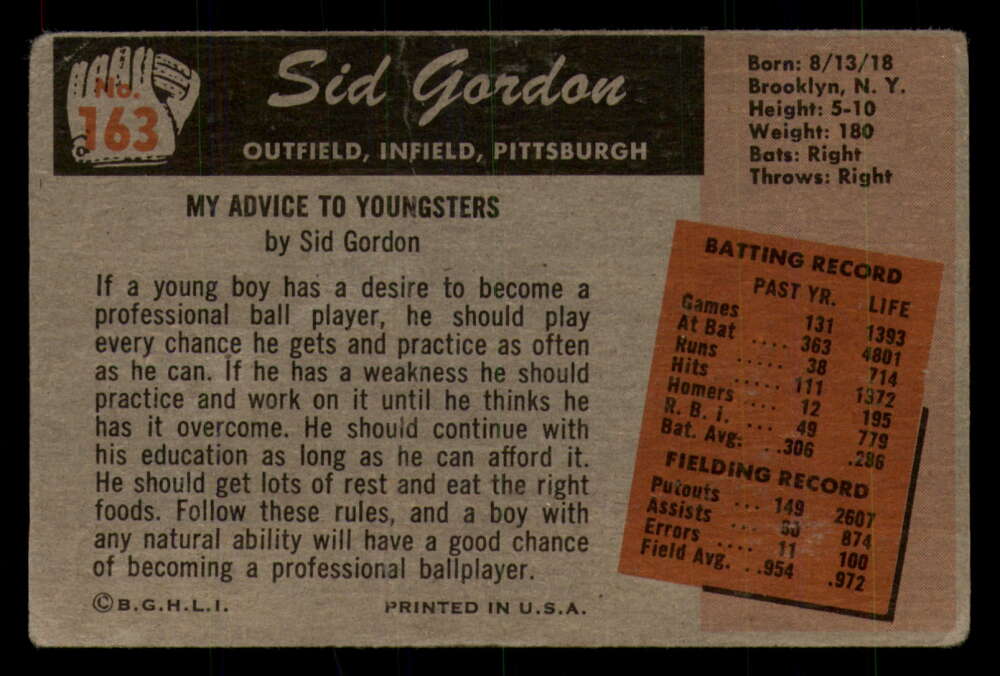 No.
163
Sid Gordon
OUTFIELD, INFIELD, PITTSBURGH
Born: 8/13/18
Brooklyn, N. Y.
Height: 5-10
Weight: 180
Bats: Right
Throws: Right
MY ADVICE TO YOUNGSTERS
by Sid Gordon
If a young boy has a desire to become a
professional ball player, he should play
every chance he gets and practice as often
as he can. If he has a weakness he should
practice and work on it until he thinks he
has it overcome. He should continue with
his education as long as he can afford it.
He should get lots of rest and eat the right
foods. Follow these rules, and a boy with
any natural ability will have a good chance
of becoming a professional ballplayer.
©B.G.H.L.I. PRINTED IN U.S.A.
BATTING RECORD
PAST YR. LIFE
Games 131 1393
At Bat .... 363 4801
Runs ..... 38 714
Hits ..... 111 1372
Homers ... 12 195
R. B. I. ... 49 779
Bat. Avg: .306 .286
FIELDING RECORD
Putouts ... 149 2607
Assists ... 874
Errors .... 11 100
Field Avg. . .954 .972